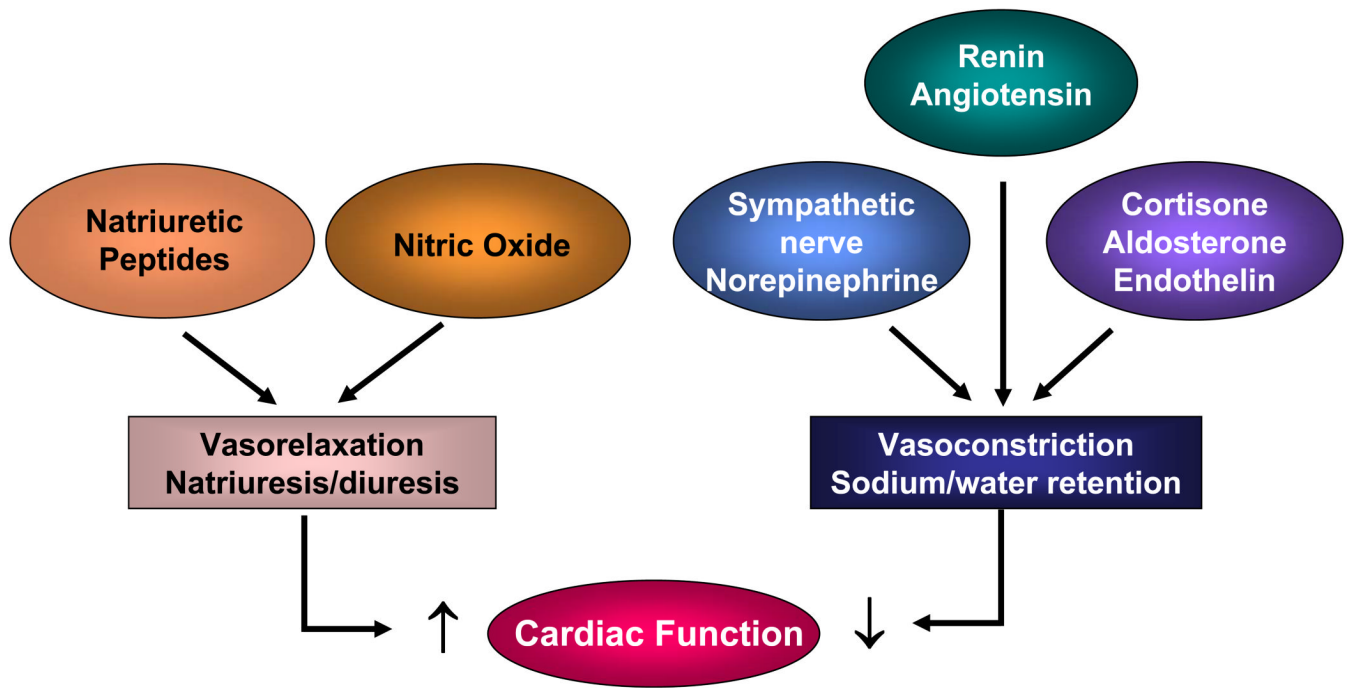 Renin
Angiotensin
Natriuretic
Peptides
Nitric Oxide
Sympathetic
nerve
Norepinephrine
Cortisone
Aldosterone
Endothelin
Vasorelaxation
Natriuresis/diuresis
Vasoconstriction
Sodium/water retention
Cardiac Function